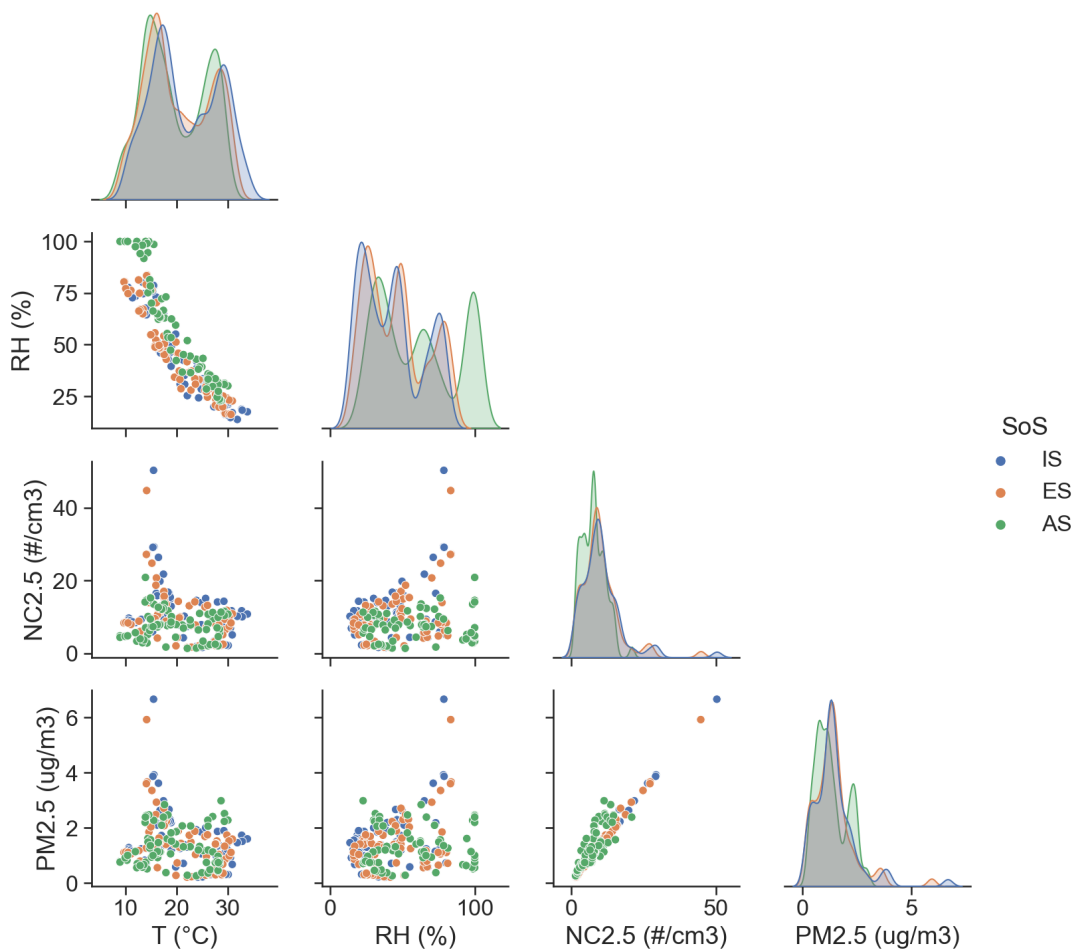 100
75
50
25
RH (%)
40
20
0
NC2.5 (#/cm3)
SoS
IS
ES
AS
6
4
2
0
PM2.5 (ug/m3)
10 20 30
0 100
0 50
0 5
T (°C)
RH (%)
NC2.5 (#/cm3)
PM2.5 (ug/m3)